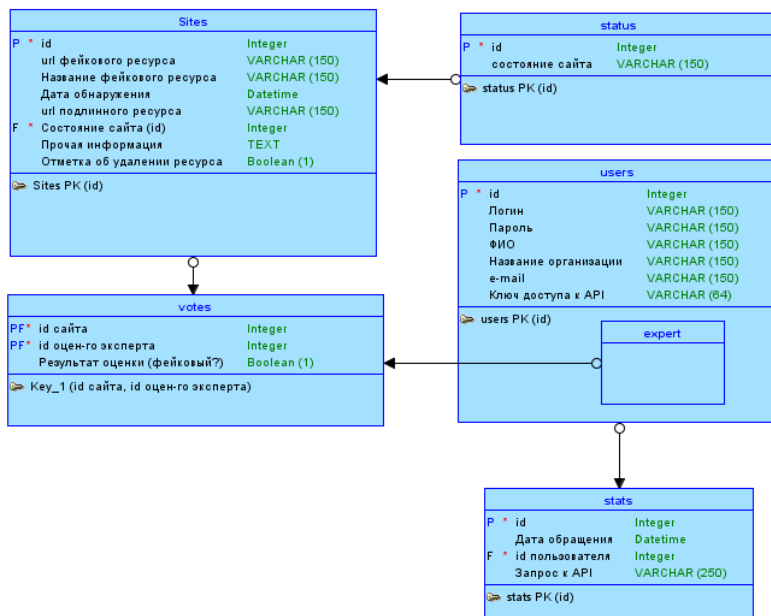 Sites
P * id Integer
url фейкового ресурса VARCHAR (150)
Название фейкового ресурса VARCHAR (150)
Дата обнаружения Datetime
url подлинного ресурса VARCHAR (150)
F * Состояние сайта (id) Integer
Прочая информация TEXT
Отметка об удалении ресурса Boolean (1)
Sites PK (id)
status
P * id Integer
состояние сайта VARCHAR (150)
status PK (id)
users
P * id Integer
Логин VARCHAR (150)
Пароль VARCHAR (150)
ФИО VARCHAR (150)
Название организации VARCHAR (150)
e-mail VARCHAR (150)
Ключ доступа к API VARCHAR (64)
users PK (id)
expert
votes
PF* id сайта Integer
PF* id оцен-го эксперта Integer
Результат оценки (фейковый?) Boolean (1)
Key_1 (id сайта, id оцен-го эксперта)
stats
P * id Integer
Дата обращения Datetime
F * id пользователя Integer
Запрос к API VARCHAR (250)
stats PK (id)